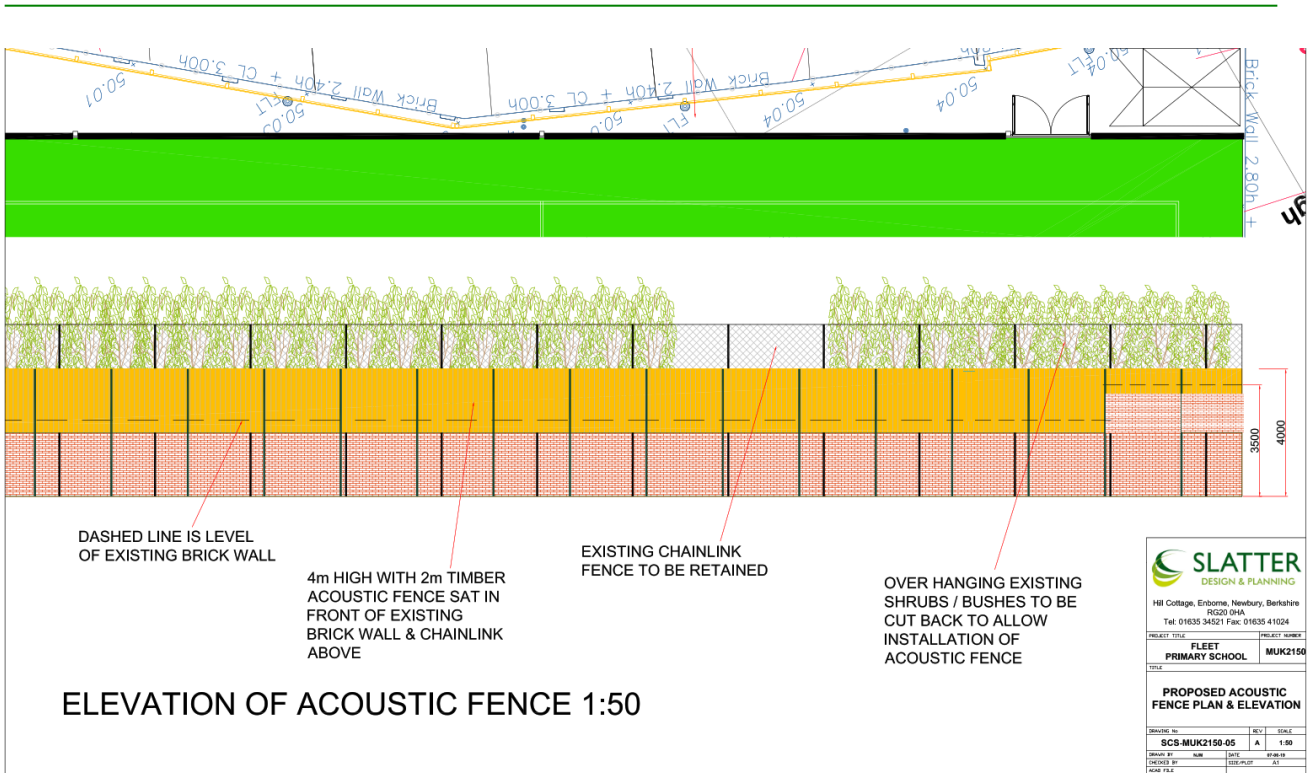 50.01
Brick Wall 2.40h + CL 3.00h
50.03
FLT
Brick Wall 2.40h + CL 3.00h
FLT
50.04
50.04
50.04
FLT
Brick Wall 2.80h +
3500
4000
DASHED LINE IS LEVEL
OF EXISTING BRICK WALL
4m HIGH WITH 2m TIMBER
ACOUSTIC FENCE SAT IN
FRONT OF EXISTING
BRICK WALL & CHAINLINK
ABOVE
EXISTING CHAINLINK
FENCE TO BE RETAINED
OVER HANGING EXISTING
SHRUBS / BUSHES TO BE
CUT BACK TO ALLOW
INSTALLATION OF
ACOUSTIC FENCE
ELEVATION OF ACOUSTIC FENCE 1:50
SLATTER
DESIGN & PLANNING
Hill Cottage, Enborne, Newbury, Berkshire
RG20 0HA
Tel: 01635 34521 Fax: 01635 41024
PROJECT TITLE PROJECT NUMBER
FLEET
PRIMARY SCHOOL
MUK2150
TITLE
PROPOSED ACOUSTIC
FENCE PLAN & ELEVATION
DRAWING No REV SCALE
SCS-MUK2150-05 A 1:50
DRAWN BY NJW DATE
CHECKED BY SIZE/PLOT A1
ACAD FILE